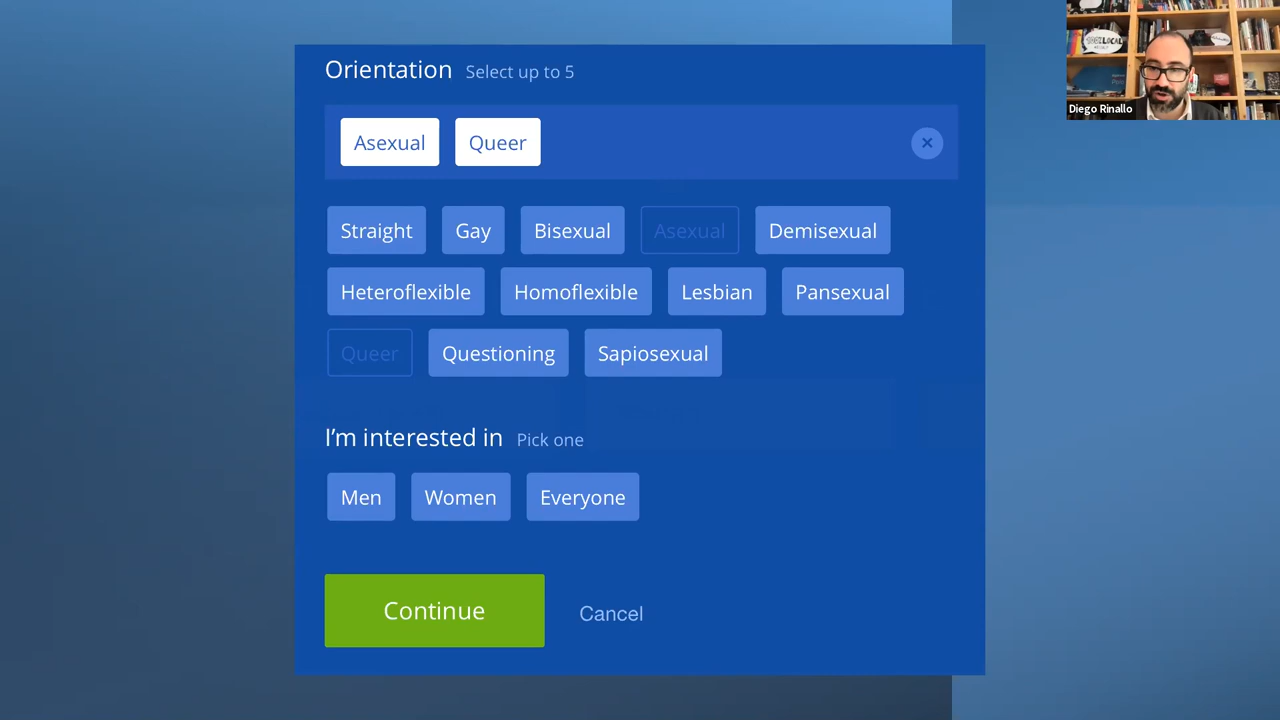 Orientation Select up to 5
Asexual Queer
Straight Gay Bisexual Asexual Demisexual
Heteroflexible Homoflexible Lesbian Pansexual
Queer Questioning Sapiosexual
I'm interested in Pick one
Men Women Everyone
Continue Cancel
Diego Rinallo